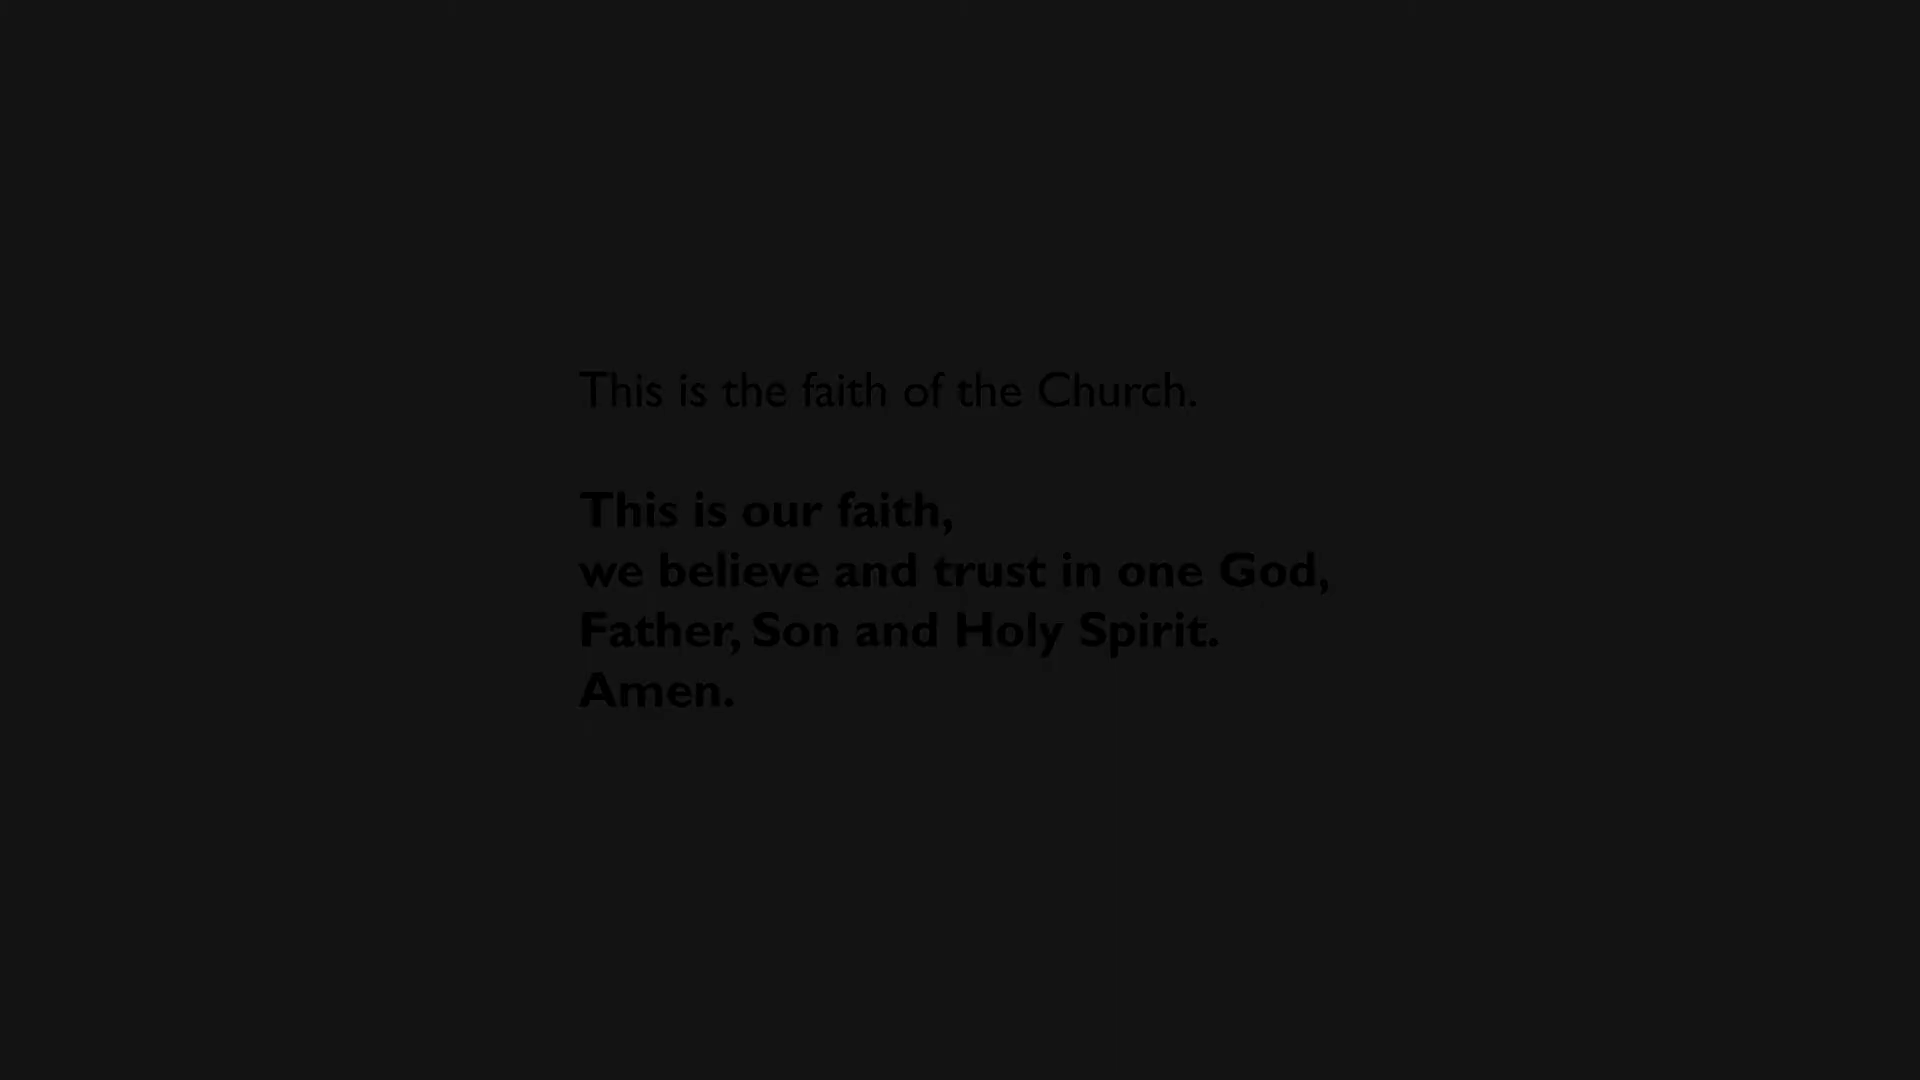 This is the faith of the Church.
This is our faith,
we believe and trust in one God,
Father, Son and Holy Spirit.
Amen.